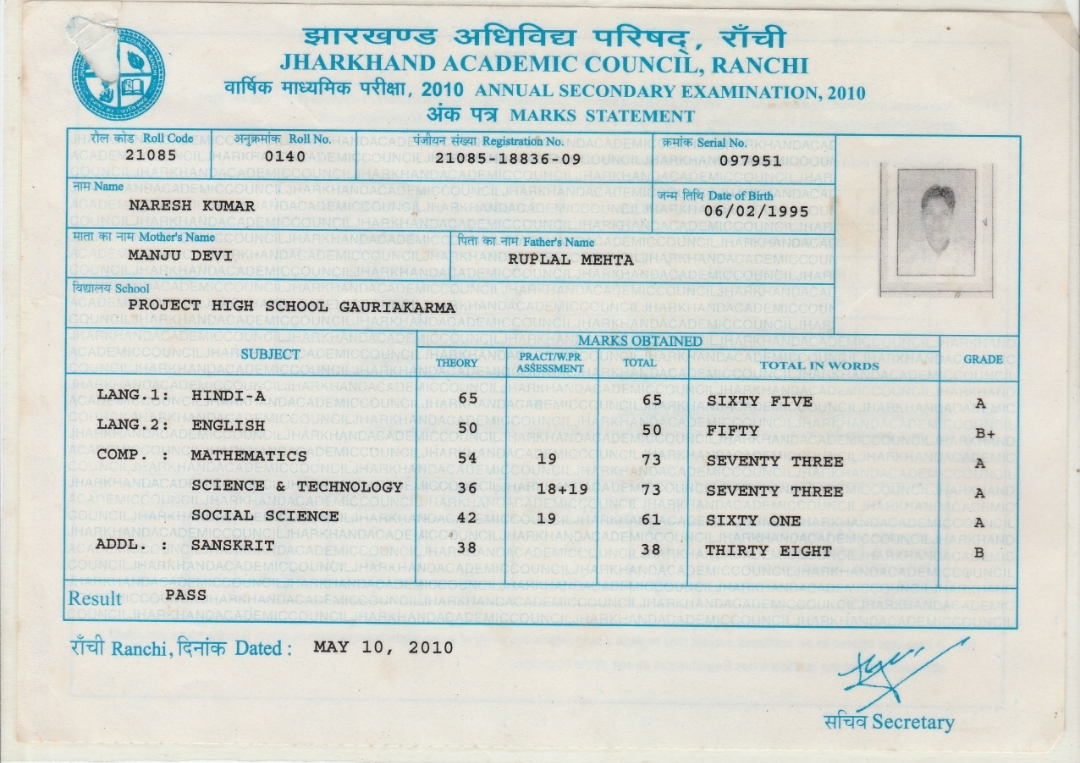 झारखण्ड अधिविद्य परिषद्, राँची
JHARKHAND ACADEMIC COUNCIL, RANCHI
वार्षिक माध्यमिक परीक्षा, 2010 ANNUAL SECONDARY EXAMINATION, 2010
अंक पत्र MARKS STATEMENT
रौल कोड Roll Code अनुक्रमांक Roll No. पंजीयन संख्या Registration No. क्रमांक Serial No.
21085 0140 21085-18836-09 097951
नाम Name जन्म तिथि Date of Birth
NARESH KUMAR 06/02/1995
माता का नाम Mother's Name पिता का नाम Father's Name
MANJU DEVI RUPLAL MEHTA
विद्यालय School
PROJECT HIGH SCHOOL GAURIAKARMA
MARKS OBTAINED
SUBJECT THEORY PRACT/W.PR. ASSESSMENT TOTAL TOTAL IN WORDS GRADE
LANG.1: HINDI-A 65 65 SIXTY FIVE A
LANG.2: ENGLISH 50 50 FIFTY B+
COMP. : MATHEMATICS 54 19 73 SEVENTY THREE A
SCIENCE & TECHNOLOGY 36 18+19 73 SEVENTY THREE A
SOCIAL SCIENCE 42 19 61 SIXTY ONE A
ADDL. : SANSKRIT 38 38 THIRTY EIGHT B
Result PASS
राँची Ranchi, दिनांक Dated : MAY 10, 2010
सचिव Secretary